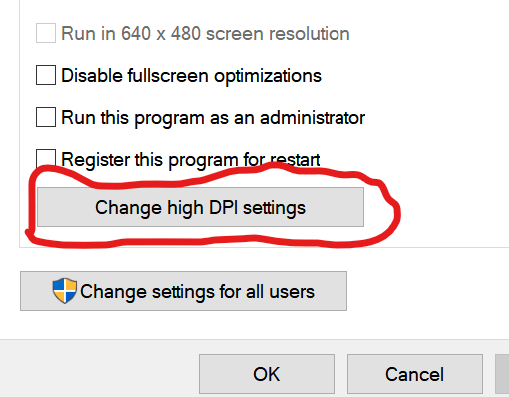 Run in 640 x 480 screen resolution
Disable fullscreen optimizations
Run this program as an administrator
Register this program for restart
Change high DPI settings
Change settings for all users
OK
Cancel